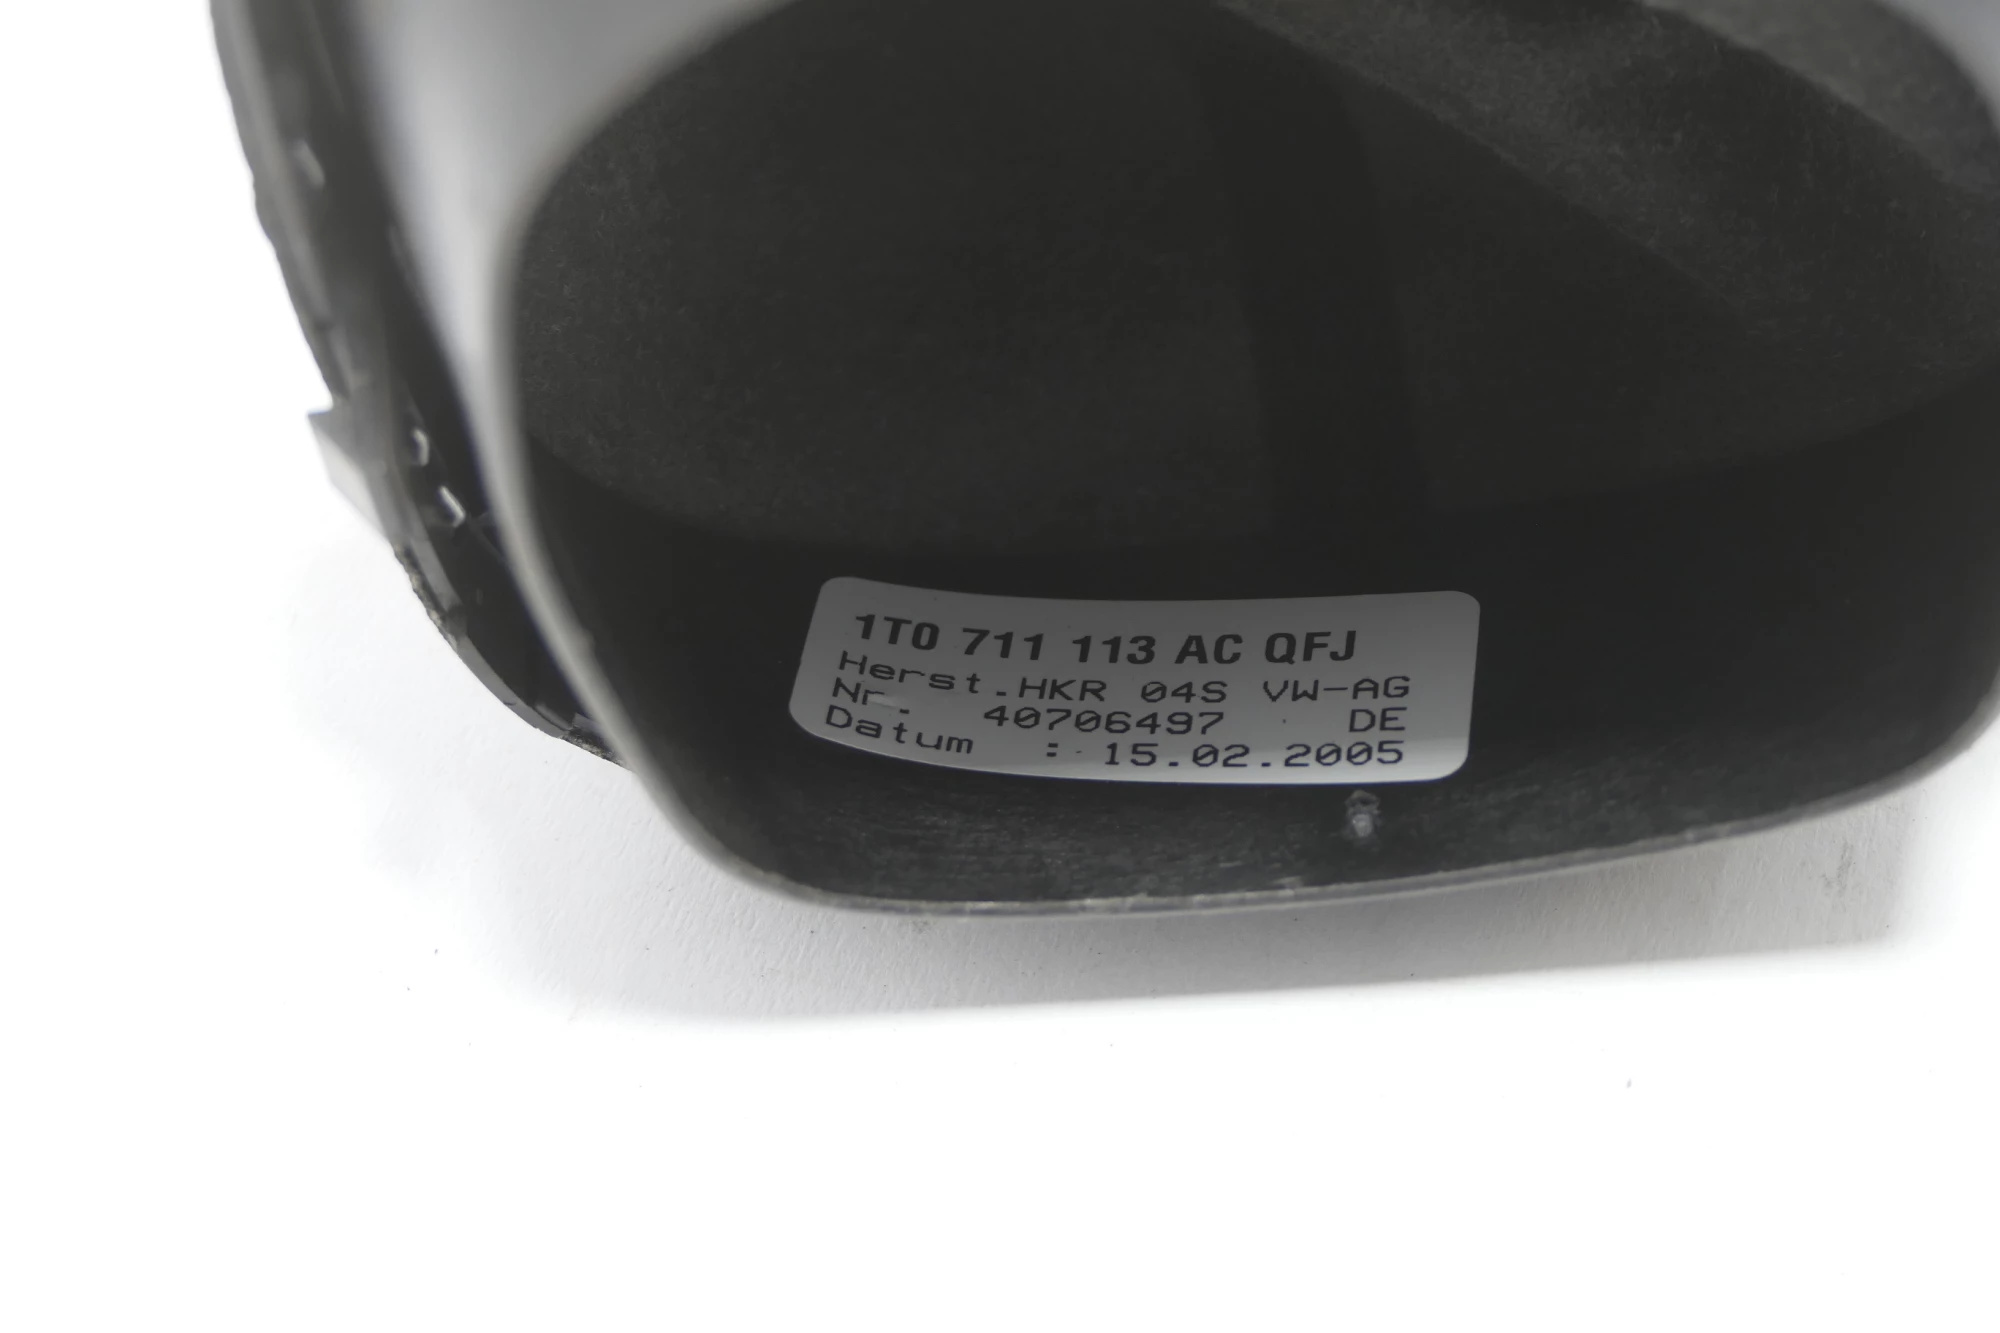 1T0 711 113 AC QFJ
Herst.HKR 04S VW-AG
Nr. 40706497 DE
Datum : 15.02.2005